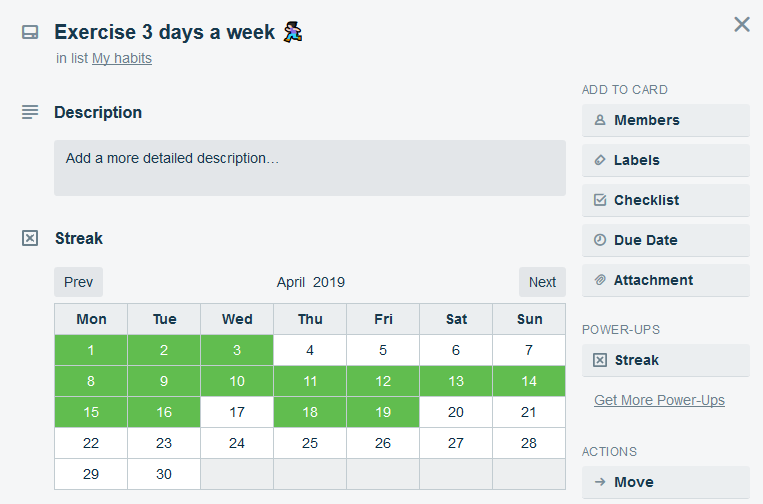 Exercise 3 days a week
in list My habits
Description
Add a more detailed description…
Streak
Prev April 2019 Next
Mon Tue Wed Thu Fri Sat Sun
1 2 3 4 5 6 7
8 9 10 11 12 13 14
15 16 17 18 19 20 21
22 23 24 25 26 27 28
29 30
ADD TO CARD
Members
Labels
Checklist
Due Date
Attachment
POWER-UPS
Streak
Get More Power-Ups
ACTIONS
Move